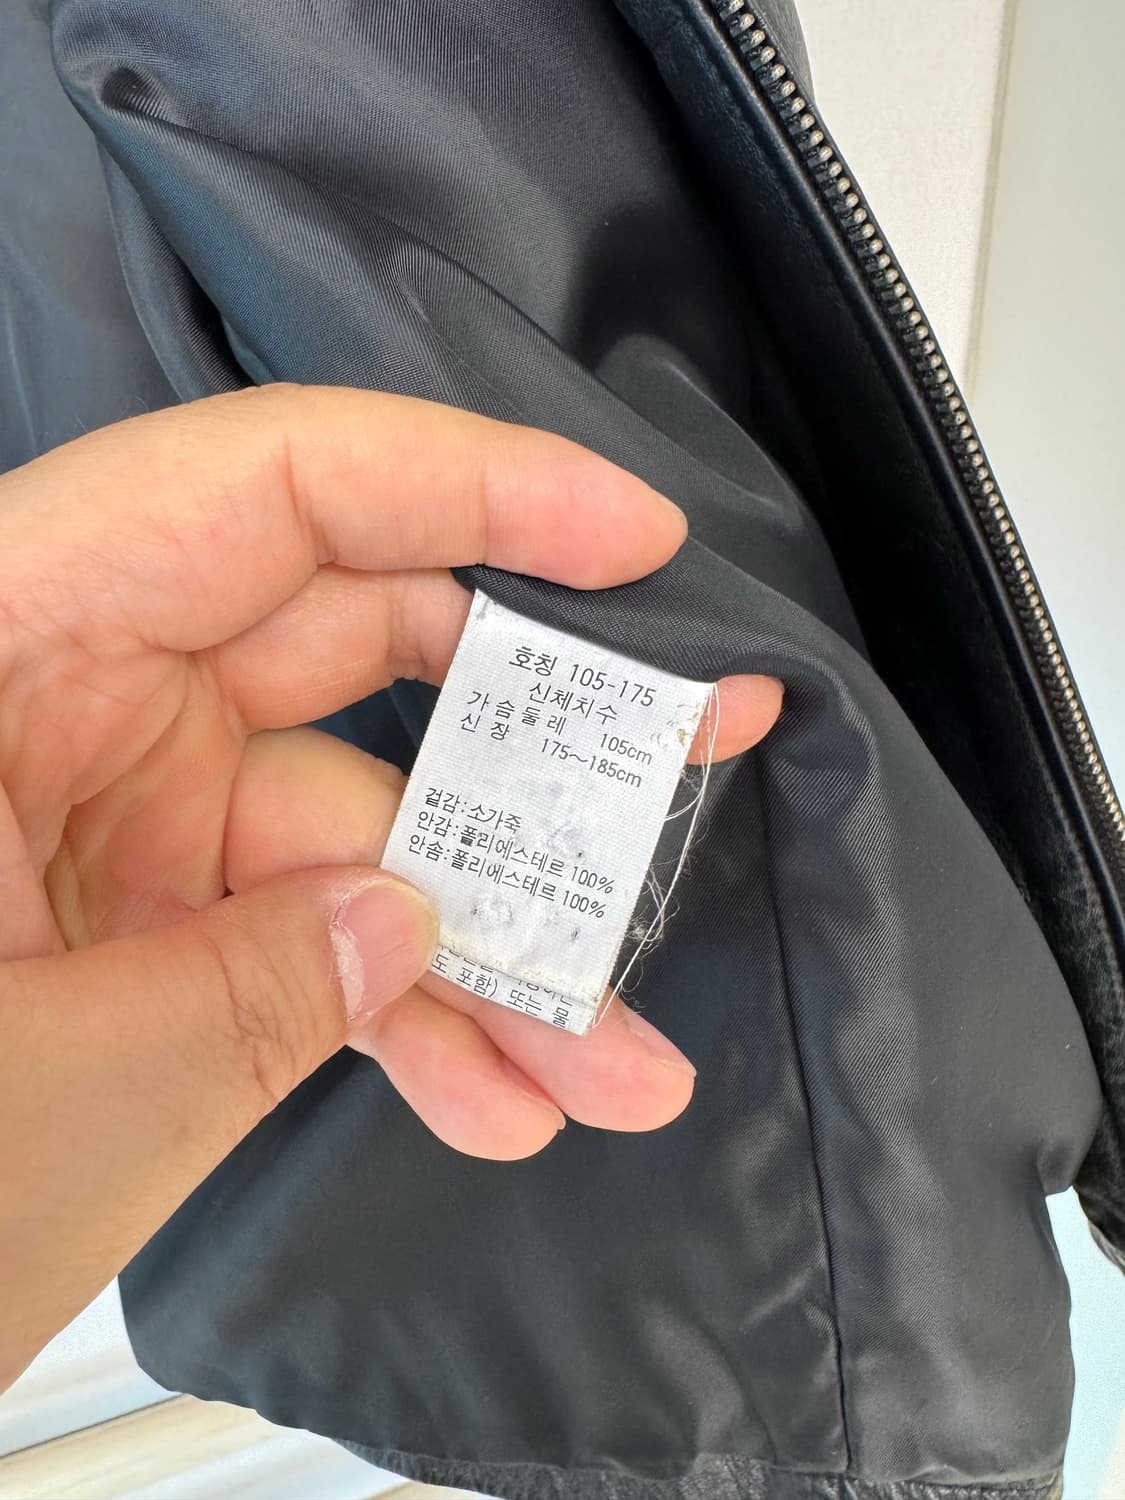 호칭 105-175
신체치수
가슴둘레 105cm
신장 175~185cm
겉감:소가죽
안감:폴리에스테르 100%
안솜:폴리에스테르 100%
도 포함) 또는 물